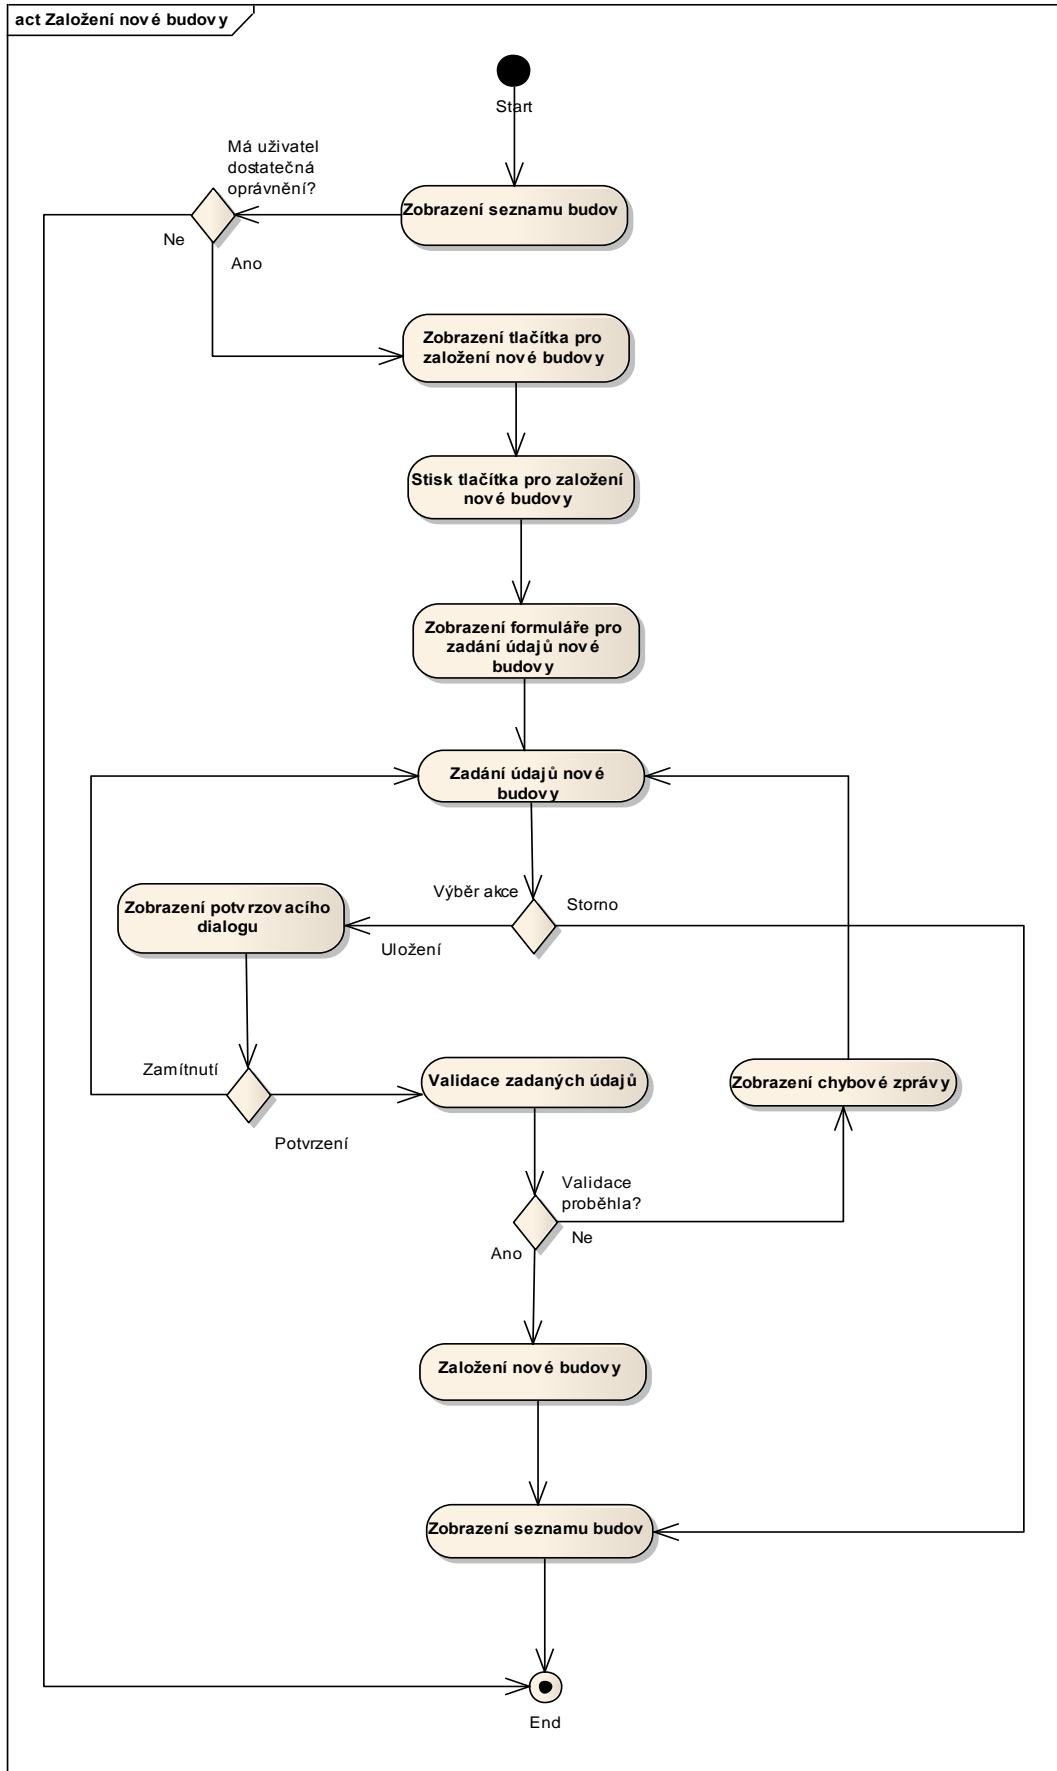 act Založení nové budovy
Start
Má uživatel
dostatečná
oprávnění?
Zobrazení seznamu budov
Ne
Ano
Zobrazení tlačítka pro
založení nové budovy
Stisk tlačítka pro založení
nové budovy
Zobrazení formuláře pro
zadání údajů nové
budovy
Zadání údajů nové
budovy
Výběr akce
Storno
Zobrazení potvrzovacího
dialogu
Uložení
Zamítnutí
Validace zadaných údajů
Zobrazení chybové zprávy
Potvrzení
Validace
proběhla?
Ne
Ano
Založení nové budovy
Zobrazení seznamu budov
End